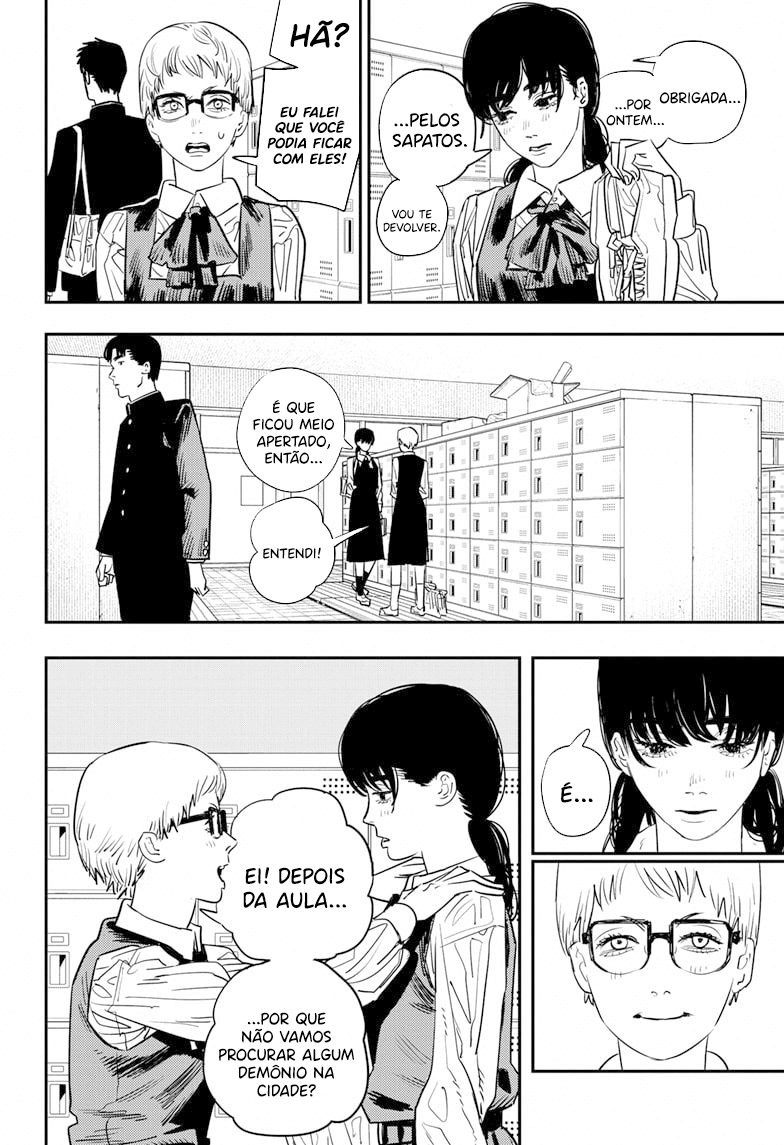 OBRIGADA...
...POR
ONTEM...
...PELOS
SAPATOS.
VOU TE
DEVOLVER.
HÃ?
EU FALEI
QUE VOCÊ
PODIA FICAR
COM ELES!
É QUE
FICOU MEIO
APERTADO,
ENTÃO...
ENTENDI!
É...
EI! DEPOIS
DA AULA...
...POR QUE
NÃO VAMOS
PROCURAR ALGUM
DEMÔNIO NA
CIDADE?